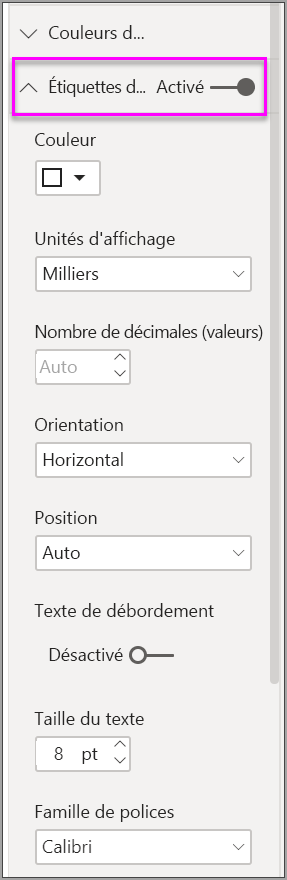 Couleurs d...
Étiquettes d... Activé
Couleur
Unités d'affichage
Milliers
Nombre de décimales (valeurs)
Auto
Orientation
Horizontal
Position
Auto
Texte de débordement
Désactivé
Taille du texte
8 pt
Famille de polices
Calibri